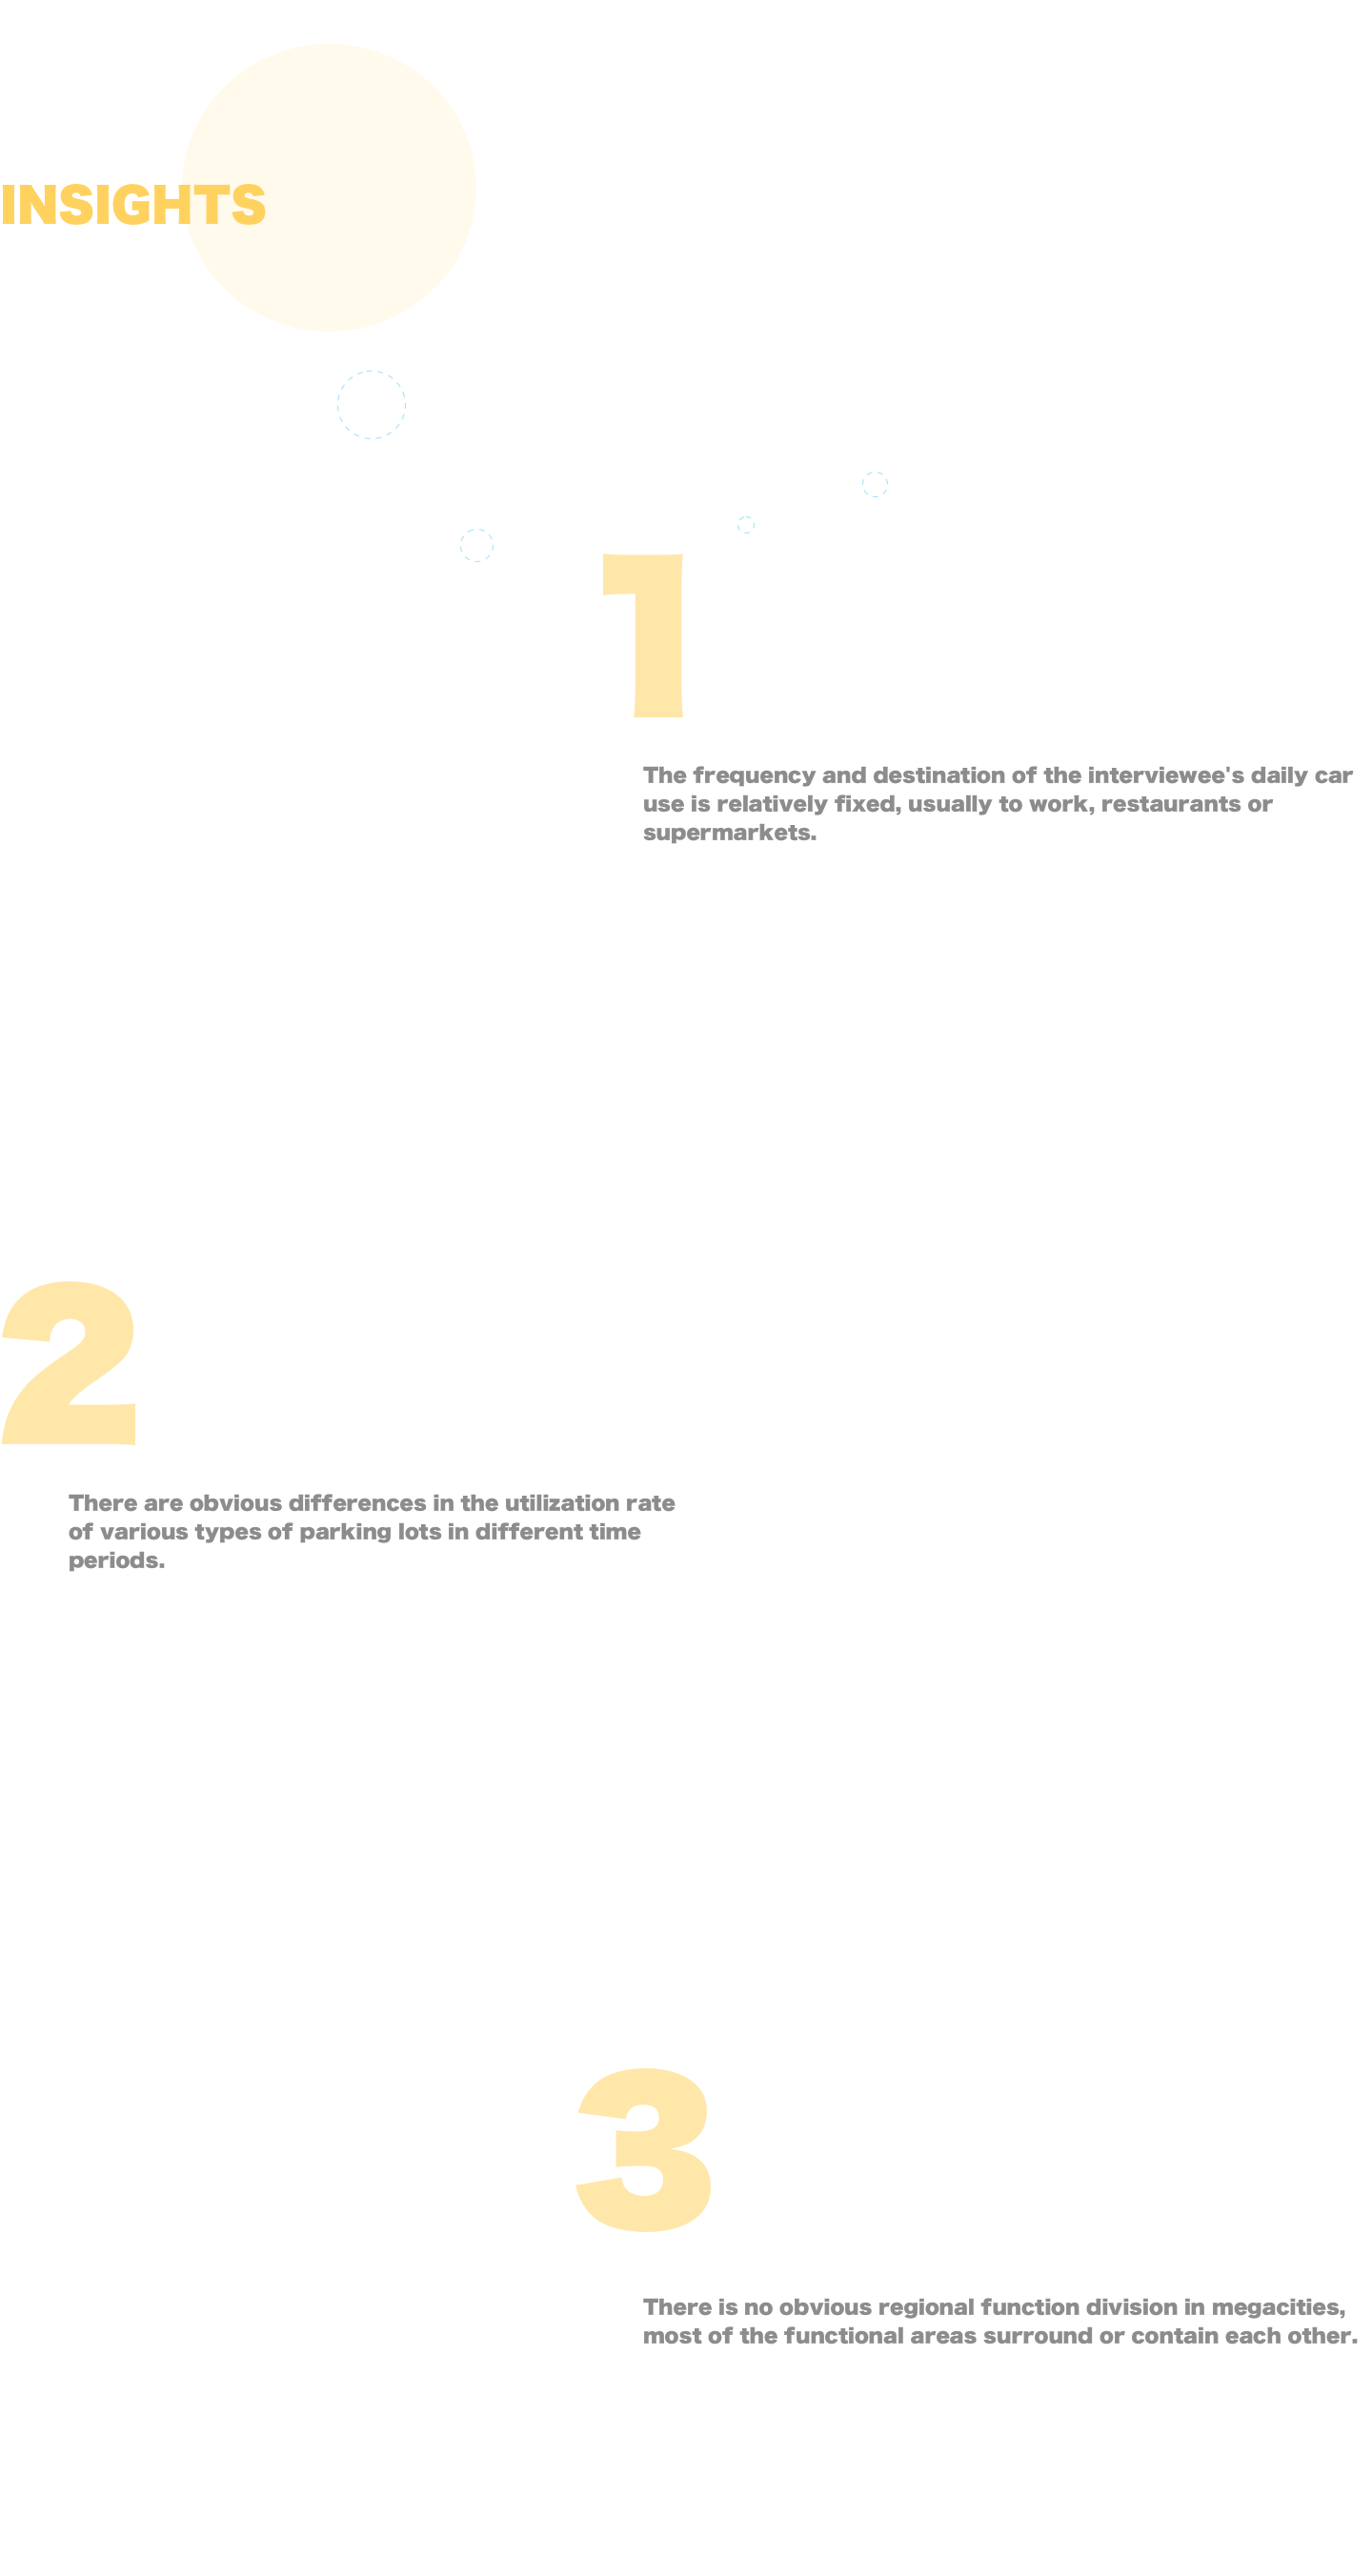 INSIGHTS
1
The frequency and destination of the interviewee's daily car
use is relatively fixed, usually to work, restaurants or
supermarkets.
2
There are obvious differences in the utilization rate
of various types of parking lots in different time
periods.
3
There is no obvious regional function division in megacities,
most of the functional areas surround or contain each other.